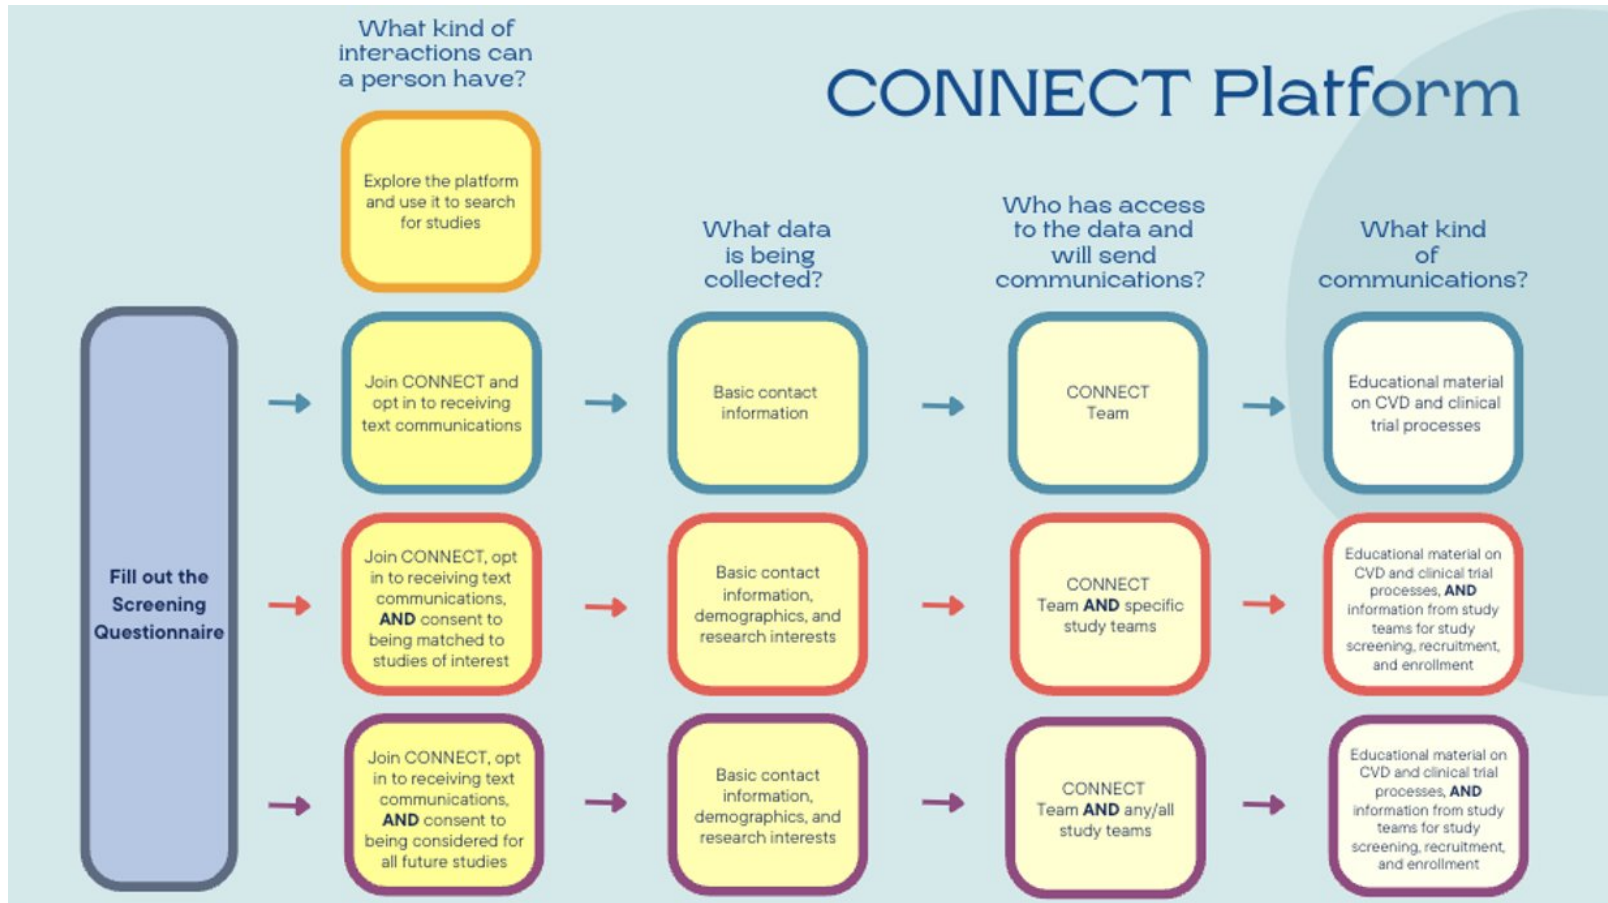 What kind of
interactions can
a person have?
CONNECT Platform
Explore the platform
and use it to search
for studies
What data
is being
collected?
Who has access
to the data and
will send
communications?
What kind
of
communications?
Fill out the
Screening
Questionnaire
Join CONNECT and
opt in to receiving
text communications
Basic contact
information
CONNECT
Team
Educational material
on CVD and clinical
trial processes
Join CONNECT, opt
in to receiving text
communications,
AND consent to
being matched to
studies of interest
Basic contact
information,
demographics, and
research interests
CONNECT
Team AND specific
study teams
Educational material on
CVD and clinical trial
processes, AND
information from study
teams for study
screening, recruitment,
and enrollment
Join CONNECT, opt
in to receiving text
communications,
AND consent to
being considered for
all future studies
Basic contact
information,
demographics, and
research interests
CONNECT
Team AND any/all
study teams
Educational material on
CVD and clinical trial
processes, AND
information from study
teams for study
screening, recruitment,
and enrollment